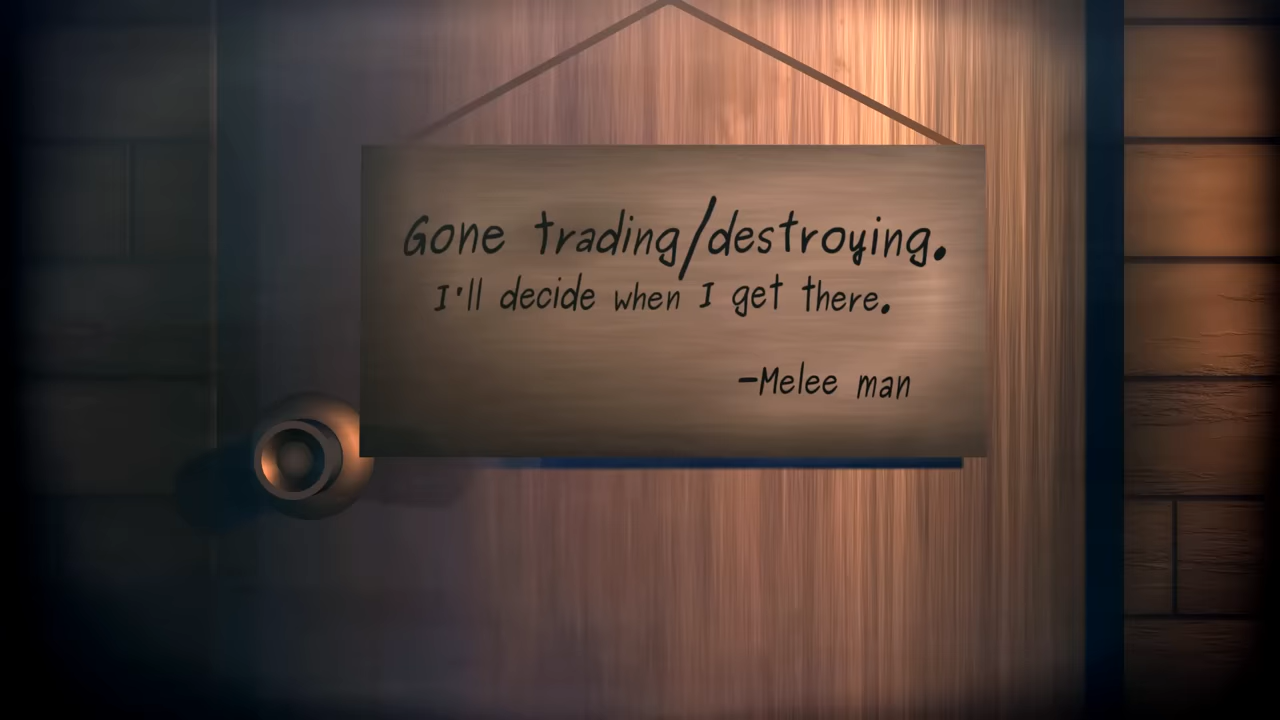 Gone trading/destroying.
I'll decide when I get there.
-Melee man